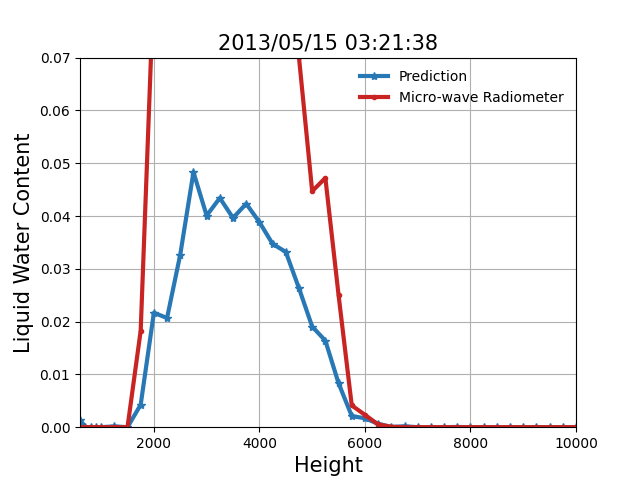 2013/05/15 03:21:38
Prediction
Micro-wave Radiometer
Liquid Water Content
0.07
0.06
0.05
0.04
0.03
0.02
0.01
0.00
2000 4000 6000 8000 10000
Height